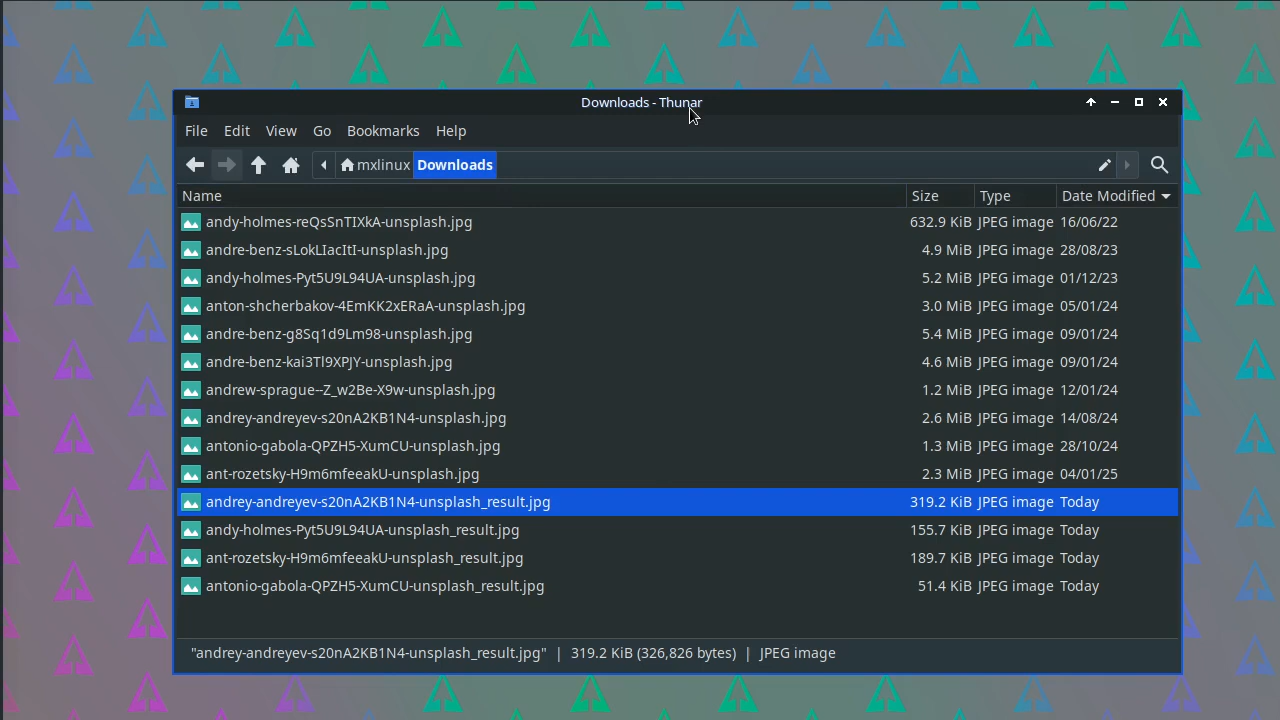 Downloads - Thunar
File Edit View Go Bookmarks Help
mxlinux Downloads
Name Size Type Date Modified
andy-holmes-reQsSnTIXkA-unsplash.jpg 632.9 KiB JPEG image 16/06/22
andre-benz-sLokLIacItI-unsplash.jpg 4.9 MiB JPEG image 28/08/23
andy-holmes-Pyt5U9L94UA-unsplash.jpg 5.2 MiB JPEG image 01/12/23
anton-shcherbakov-4EmKK2xERaA-unsplash.jpg 3.0 MiB JPEG image 05/01/24
andre-benz-g8Sq1d9Lm98-unsplash.jpg 5.4 MiB JPEG image 09/01/24
andre-benz-kai3Tl9XPJY-unsplash.jpg 4.6 MiB JPEG image 09/01/24
andrew-sprague--Z_w2Be-X9w-unsplash.jpg 1.2 MiB JPEG image 12/01/24
andrey-andreyev-s20nA2KB1N4-unsplash.jpg 2.6 MiB JPEG image 14/08/24
antonio-gabola-QPZH5-XumCU-unsplash.jpg 1.3 MiB JPEG image 28/10/24
ant-rozetsky-H9m6mfeeakU-unsplash.jpg 2.3 MiB JPEG image 04/01/25
andrey-andreyev-s20nA2KB1N4-unsplash_result.jpg 319.2 KiB JPEG image Today
andy-holmes-Pyt5U9L94UA-unsplash_result.jpg 155.7 KiB JPEG image Today
ant-rozetsky-H9m6mfeeakU-unsplash_result.jpg 189.7 KiB JPEG image Today
antonio-gabola-QPZH5-XumCU-unsplash_result.jpg 51.4 KiB JPEG image Today
"andrey-andreyev-s20nA2KB1N4-unsplash_result.jpg" | 319.2 KiB (326,826 bytes) | JPEG image